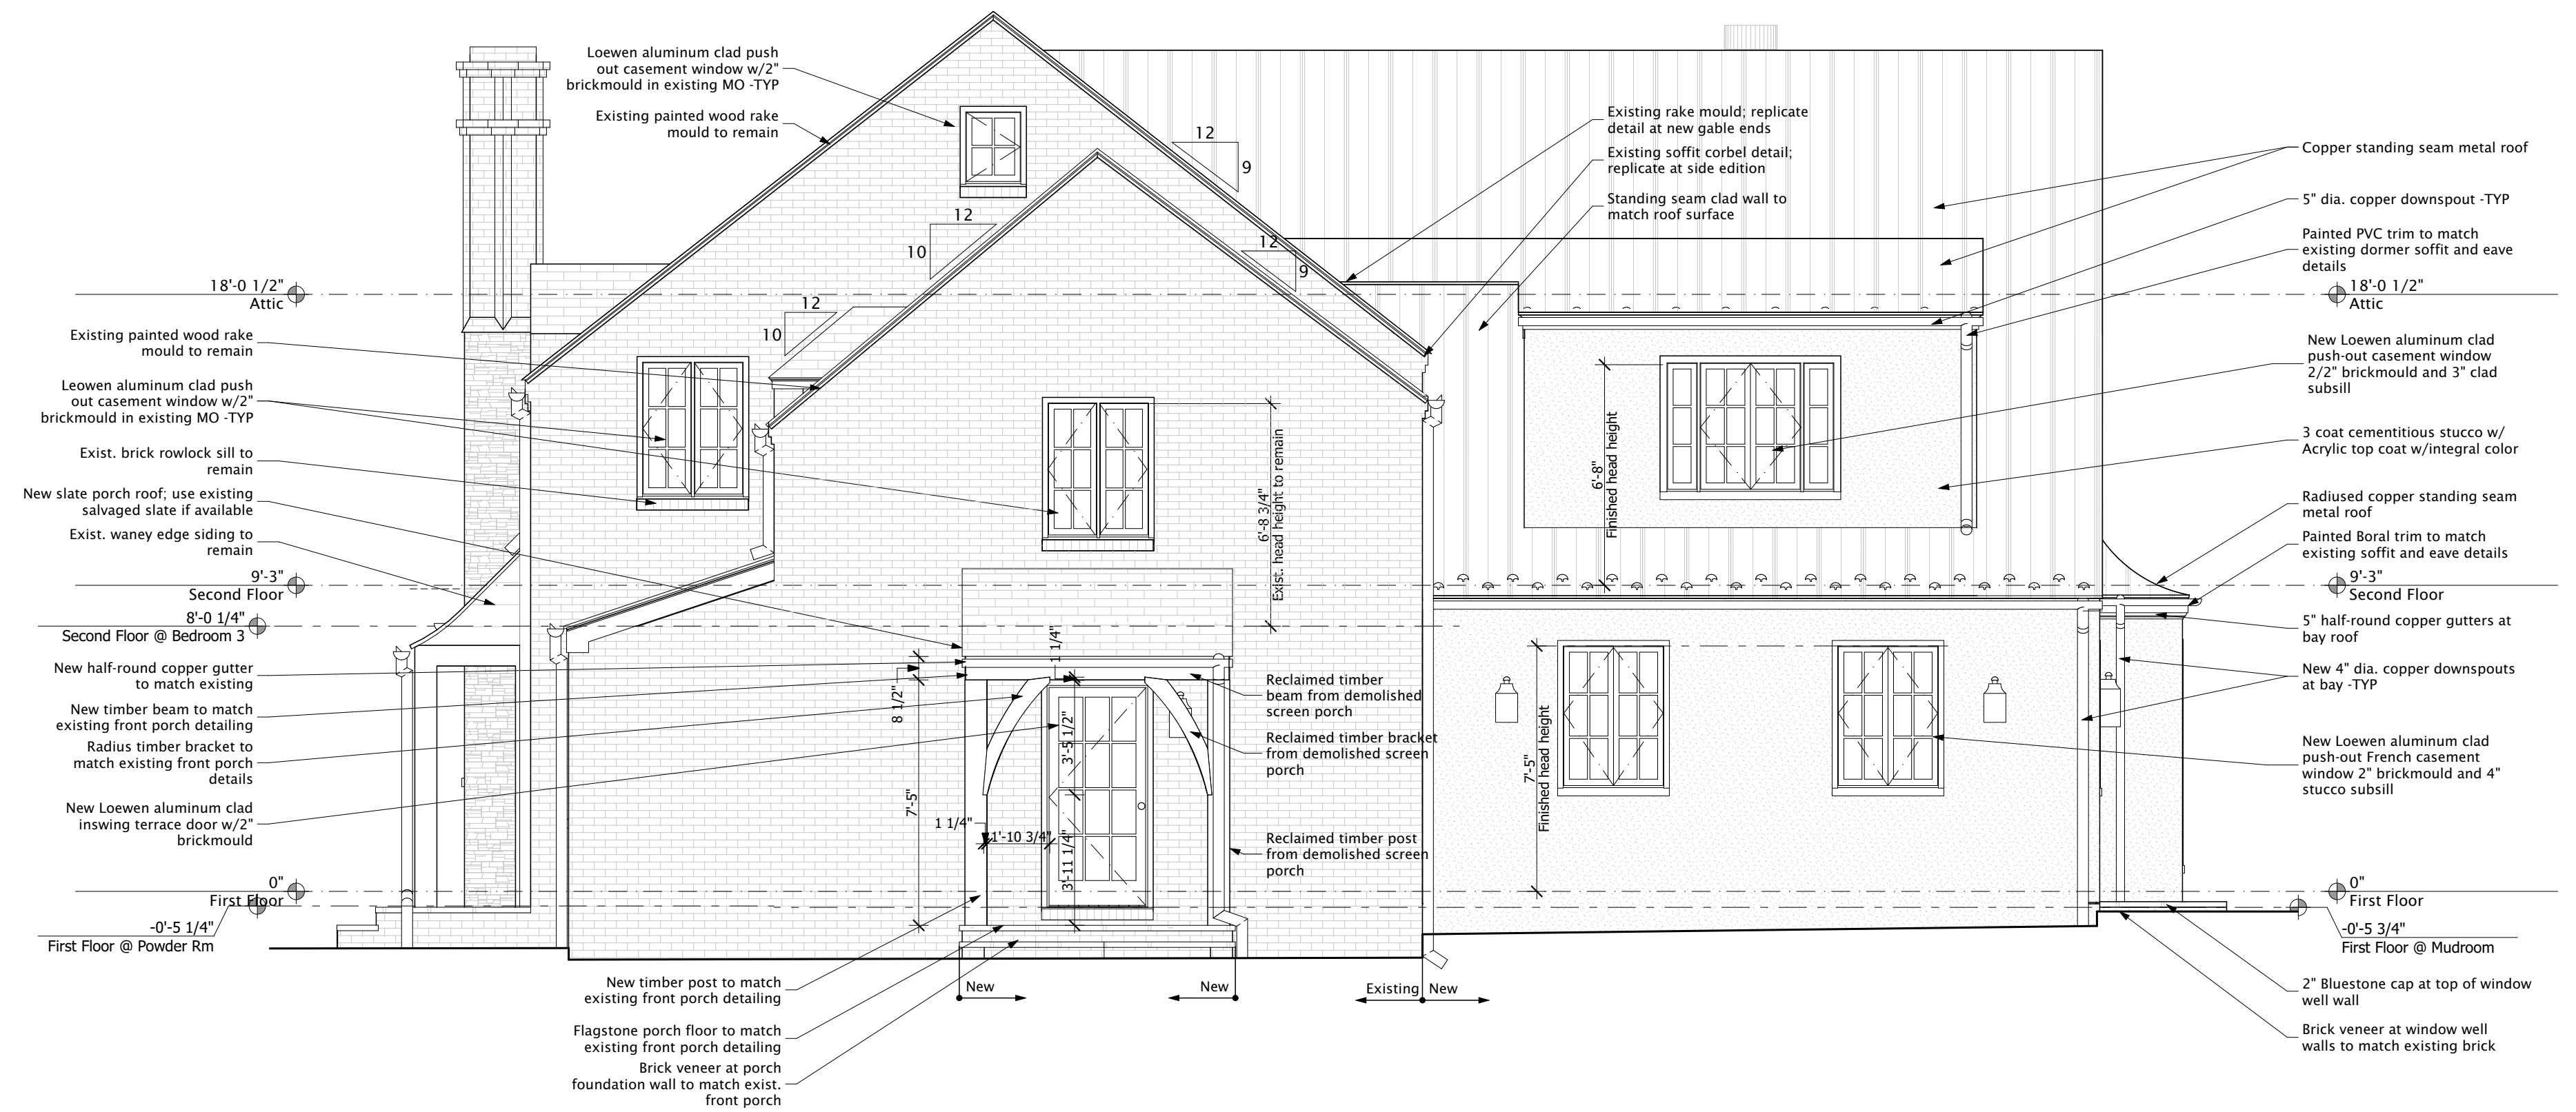 Loewen aluminum clad push
out casement window w/2"
brickmould in existing MO -TYP
Existing painted wood rake
mould to remain
18'-0 1/2"
Attic
Existing painted wood rake
mould to remain
Leowen aluminum clad push
out casement window w/2"
brickmould in existing MO -TYP
Exist. brick rowlock sill to
remain
New slate porch roof; use existing
salvaged slate if available
Exist. waney edge siding to
remain
9'-3"
Second Floor
8'-0 1/4"
Second Floor @ Bedroom 3
New half-round copper gutter
to match existing
New timber beam to match
existing front porch detailing
Radius timber bracket to
match existing front porch
details
New Loewen aluminum clad
inswing terrace door w/2"
brickmould
0"
First Floor
-0'-5 1/4"
First Floor @ Powder Rm
12
9
12
10
12
9
12
10
6'-8 3/4"
Exist. head height to remain
1 1/4"
8 1/2"
7'-5"
3'-5 1/2"
3'-11 1/4"
1 1/4"
1'-10 3/4"
Reclaimed timber
beam from demolished
screen porch
Reclaimed timber bracket
from demolished screen
porch
Reclaimed timber post
from demolished screen
porch
New
New
Existing
New
New timber post to match
existing front porch detailing
Flagstone porch floor to match
existing front porch detailing
Brick veneer at porch
foundation wall to match exist.
front porch
Existing rake mould; replicate
detail at new gable ends
Existing soffit corbel detail;
replicate at side edition
Standing seam clad wall to
match roof surface
6'-8"
Finished head height
7'-5"
Finished head height
Copper standing seam metal roof
5" dia. copper downspout -TYP
Painted PVC trim to match
existing dormer soffit and eave
details
18'-0 1/2"
Attic
New Loewen aluminum clad
push-out casement window
2/2" brickmould and 3" clad
subsill
3 coat cementitious stucco w/
Acrylic top coat w/integral color
Radiused copper standing seam
metal roof
Painted Boral trim to match
existing soffit and eave details
9'-3"
Second Floor
5" half-round copper gutters at
bay roof
New 4" dia. copper downspouts
at bay -TYP
New Loewen aluminum clad
push-out French casement
window 2" brickmould and 4"
stucco subsill
0"
First Floor
-0'-5 3/4"
First Floor @ Mudroom
2" Bluestone cap at top of window
well wall
Brick veneer at window well
walls to match existing brick